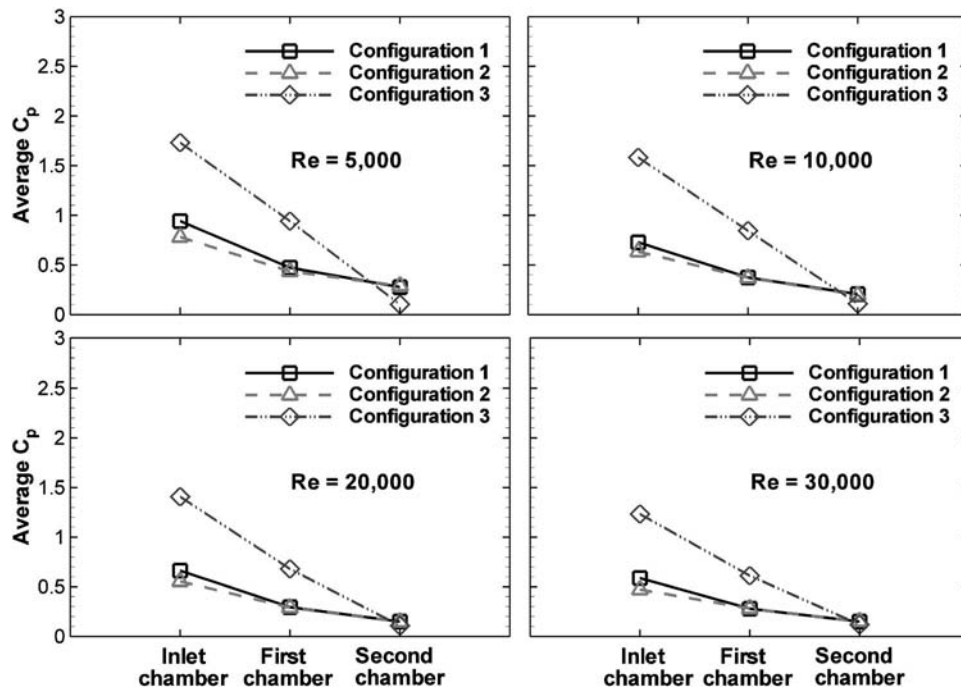 3
2.5
2
1.5
1
0.5
0
Average Cp
Configuration 1
Configuration 2
Configuration 3
Re = 5,000
Configuration 1
Configuration 2
Configuration 3
Re = 10,000
3
2.5
2
1.5
1
0.5
0
Average Cp
Configuration 1
Configuration 2
Configuration 3
Re = 20,000
Inlet
chamber
First
chamber
Second
chamber
Configuration 1
Configuration 2
Configuration 3
Re = 30,000
Inlet
chamber
First
chamber
Second
chamber